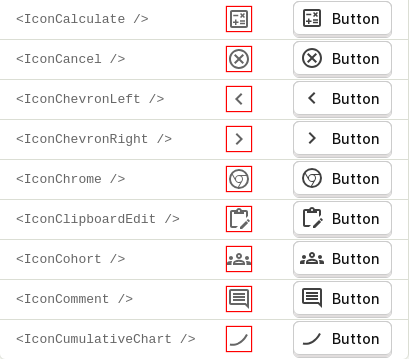 <IconCalculate /> Button
<IconCancel /> Button
<IconChevronLeft /> Button
<IconChevronRight /> Button
<IconChrome /> Button
<IconClipboardEdit /> Button
<IconCohort /> Button
<IconComment /> Button
<IconCumulativeChart /> Button